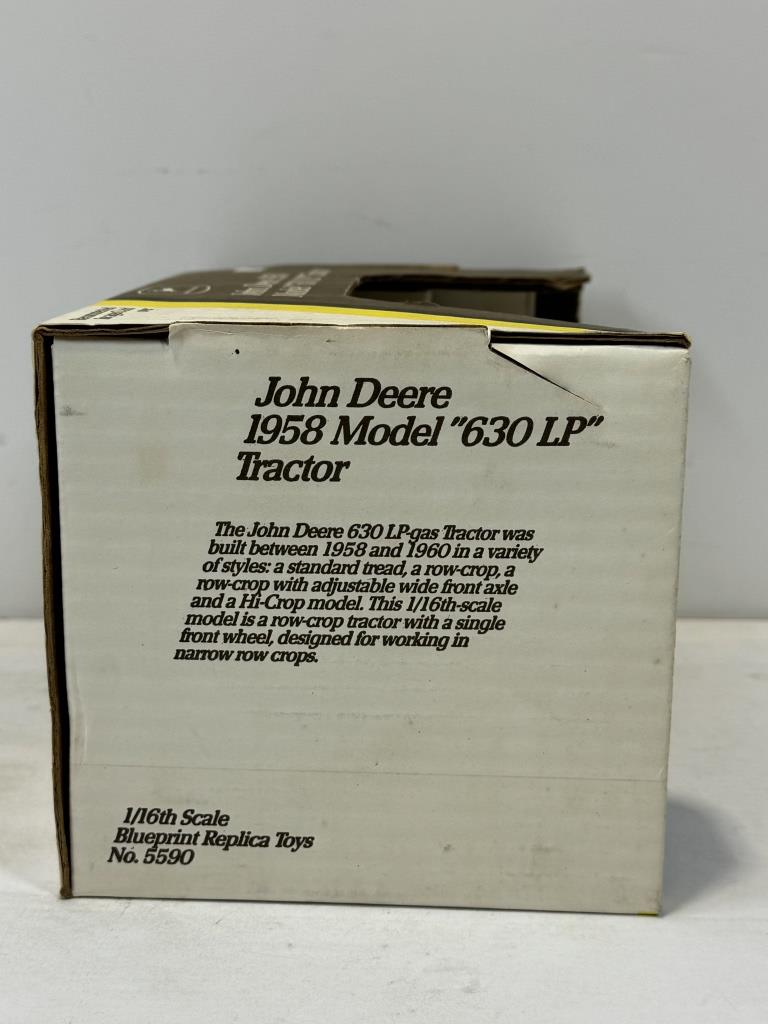 John Deere
1958 Model "630 LP"
Tractor
The John Deere 630 LP-gas Tractor was
built between 1958 and 1960 in a variety
of styles: a standard tread, a row-crop, a
row-crop with adjustable wide front axle
and a Hi-Crop model. This 1/16th-scale
model is a row-crop tractor with a single
front wheel, designed for working in
narrow row crops.
1/16th Scale
Blueprint Replica Toys
No. 5590